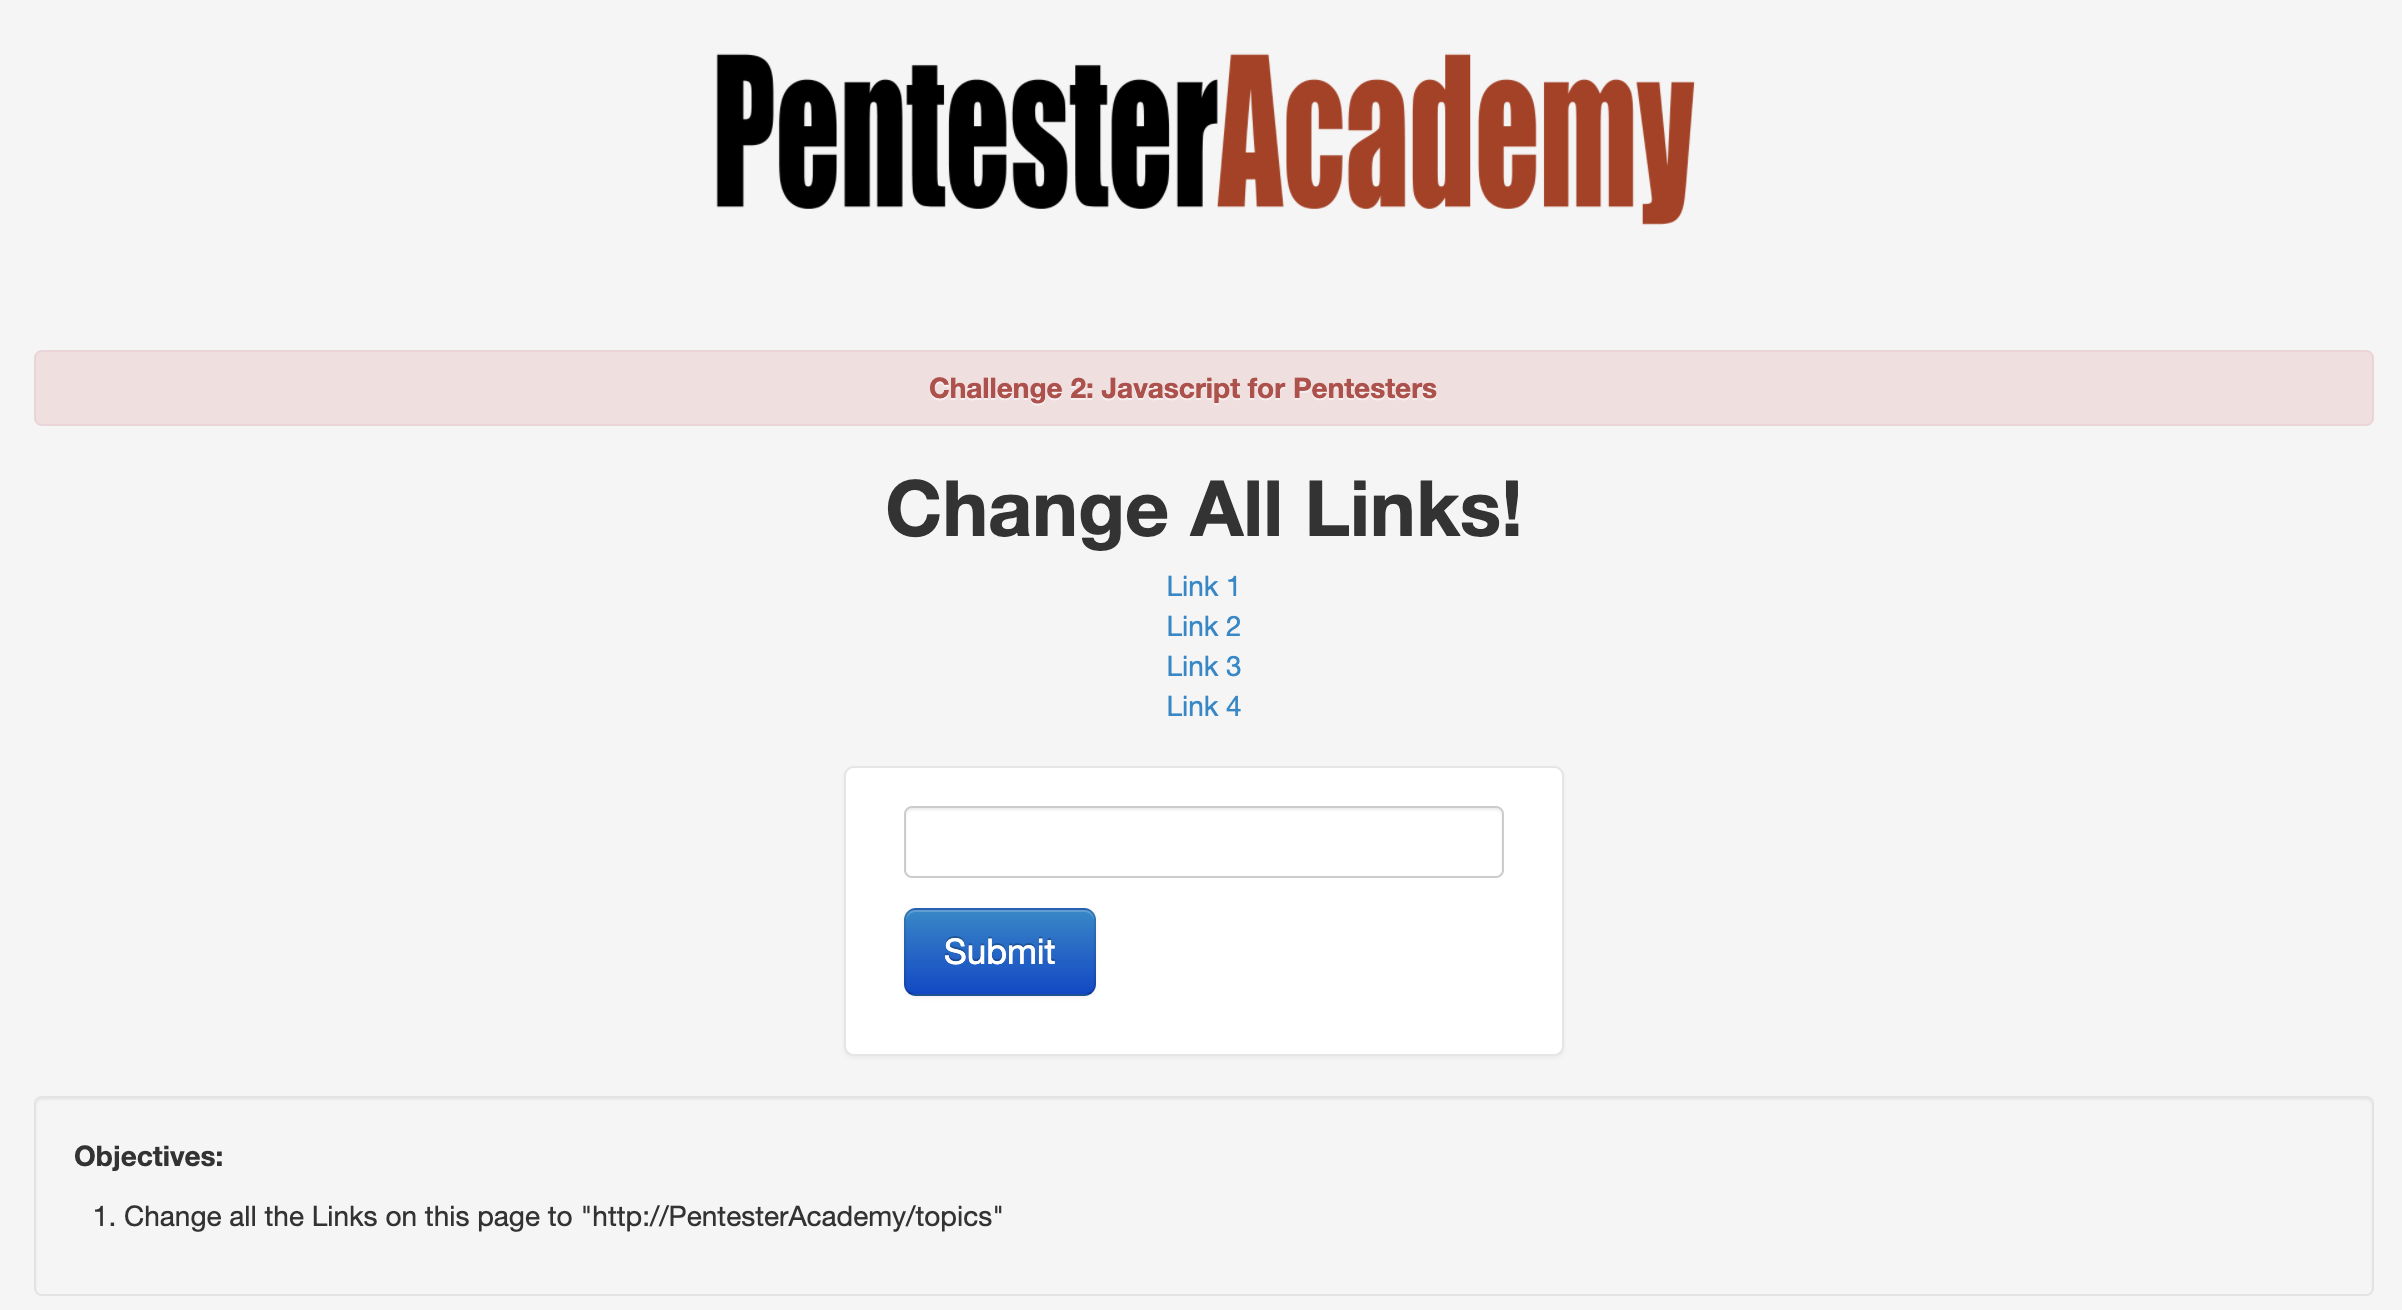 PentesterAcademy
Challenge 2: Javascript for Pentesters
Change All Links!
Link 1
Link 2
Link 3
Link 4
Submit
Objectives:
1. Change all the Links on this page to "http://PentesterAcademy/topics"